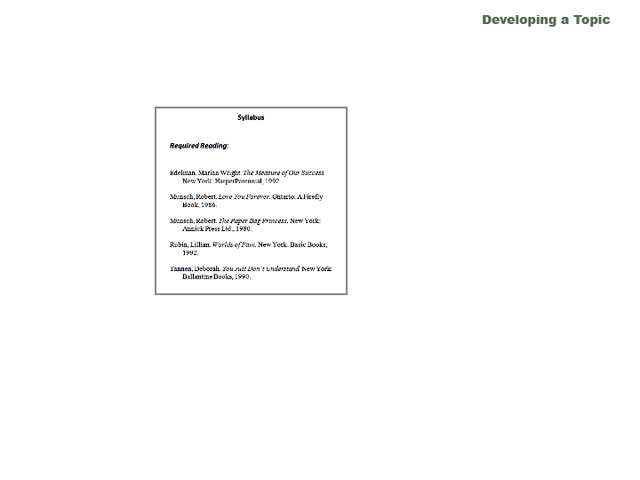 Developing a Topic
Syllabus
Required Reading:
Edelman, Marian Wright. The Measure of Our Success.
New York: HarperPerennial, 1992
Munsch, Robert. Love You Forever. Ontario: A Firefly
Book, 1986.
Munsch, Robert. The Paper Bag Princess. New York:
Annick Press Ltd., 1980.
Rubin, Lillian. Worlds of Pain. New York: Basic Books,
1992.
Tannen, Deborah. You Just Don't Understand. New York:
Ballantine Books, 1990.